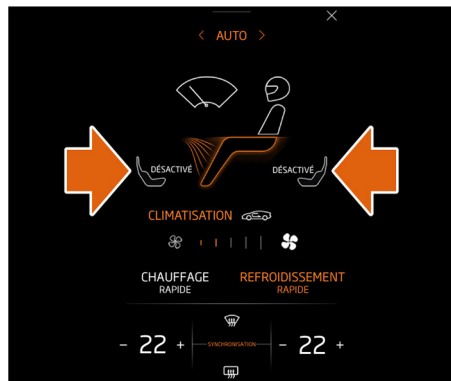 < AUTO >
DÉSACTIVÉ DÉSACTIVÉ
CLIMATISATION
CHAUFFAGE REFROIDISSEMENT
RAPIDE RAPIDE
- 22 + SYNCHRONISATION - 22 +